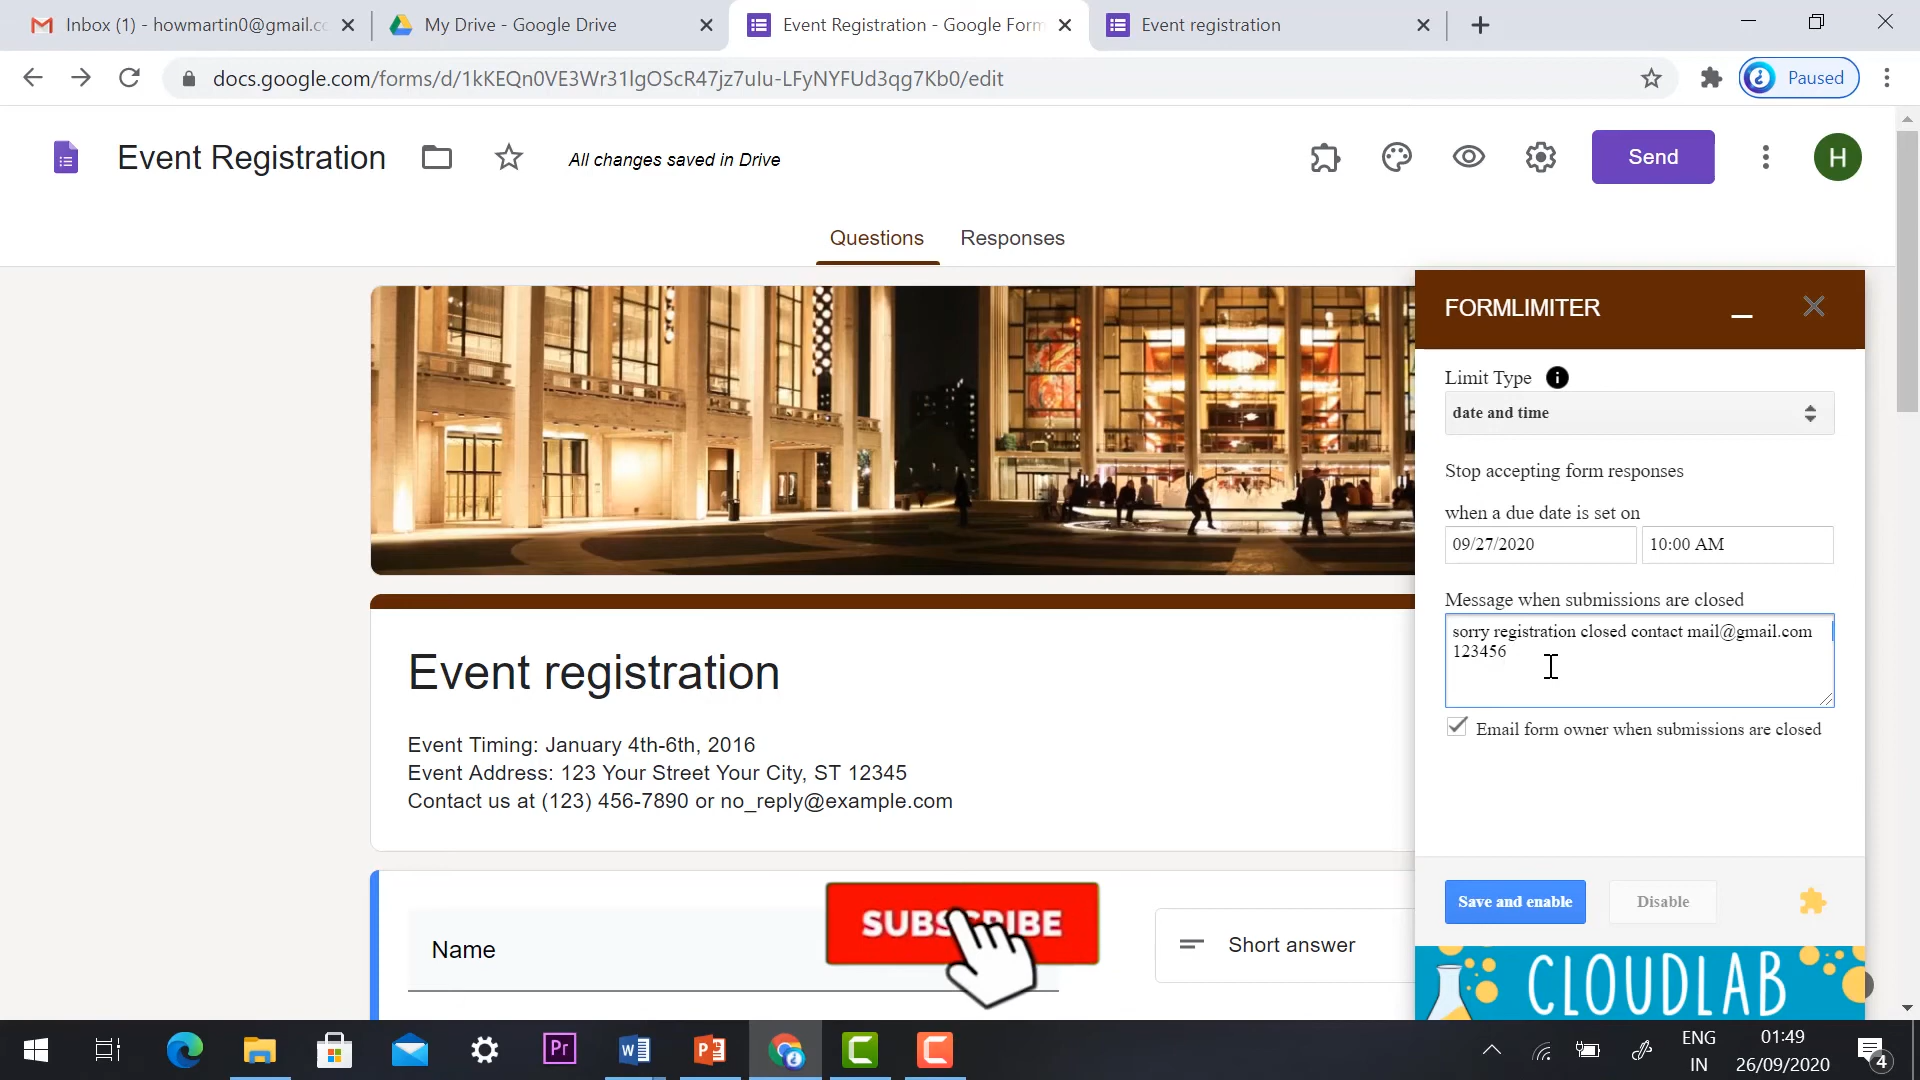 Inbox (1) - howmartin0@gmail.c
My Drive - Google Drive
Event Registration - Google Form
Event registration
docs.google.com/forms/d/1kKEQn0VE3Wr31lgOScR47jz7uIu-LFyNYFUd3qg7Kb0/edit
Paused
Event Registration
All changes saved in Drive
Send
H
Questions
Responses
FORMLIMITER
Limit Type
date and time
Stop accepting form responses
when a due date is set on
09/27/2020
10:00 AM
Message when submissions are closed
sorry registration closed contact mail@gmail.com
123456
Email form owner when submissions are closed
Event registration
Event Timing: January 4th-6th, 2016
Event Address: 123 Your Street Your City, ST 12345
Contact us at (123) 456-7890 or no_reply@example.com
Save and enable
Disable
Name
SUBSCRIBE
Short answer
CLOUDLAB
Pr
ENG
IN
01:49
26/09/2020
4